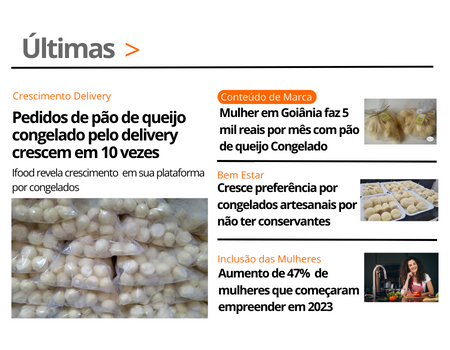 Últimas >
Crescimento Delivery
Pedidos de pão de queijo
congelado pelo delivery
crescem em 10 vezes
Ifood revela crescimento em sua plataforma
por congelados
Conteúdo de Marca
Mulher em Goiânia faz 5
mil reais por mês com pão
de queijo Congelado
Bem Estar
Cresce preferência por
congelados artesanais por
não ter conservantes
Inclusão das Mulheres
Aumento de 47% de
mulheres que começaram
empreender em 2023